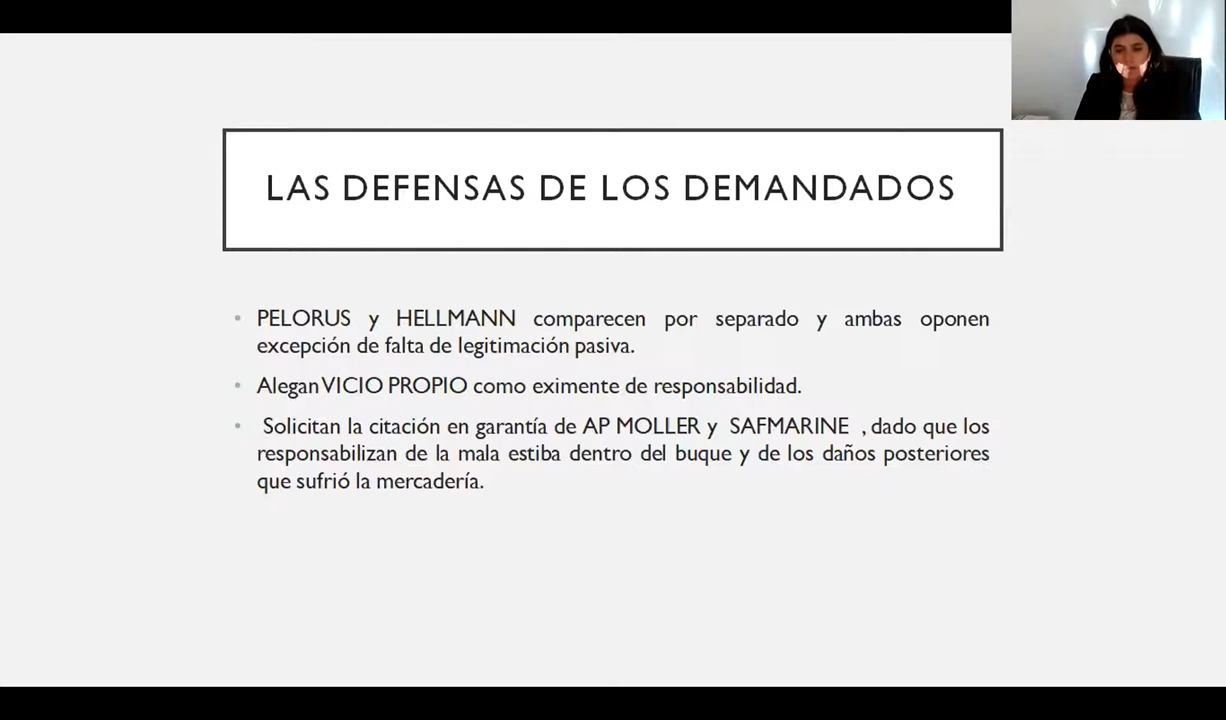 LAS DEFENSAS DE LOS DEMANDADOS
• PELORUS y HELLMANN comparecen por separado y ambas oponen
excepción de falta de legitimación pasiva.
• Alegan VICIO PROPIO como eximente de responsabilidad.
• Solicitan la citación en garantía de AP MOLLER y SAFMARINE , dado que los
responsabilizan de la mala estiba dentro del buque y de los daños posteriores
que sufrió la mercadería.